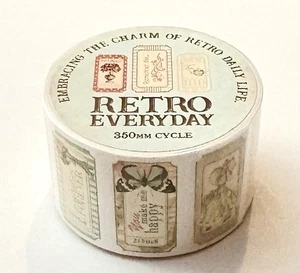 EMBRACING THE CHARM OF RETRO DAILY LIFE.
RETRO
EVERYDAY
350MM CYCLE
You
make me
happy